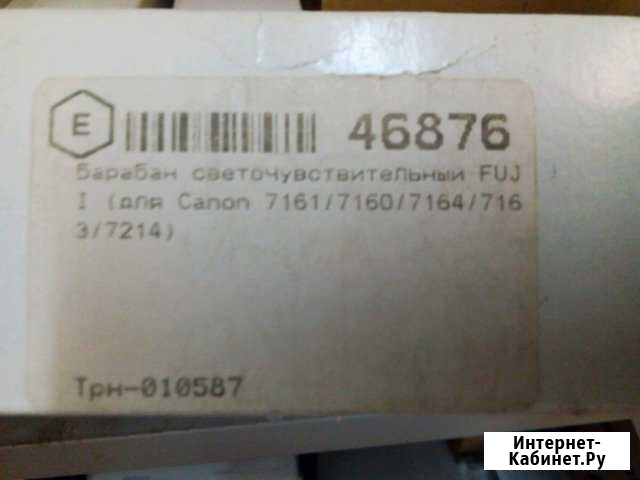 E 46876
Барабан светочувствительный FUJ
I (для Canon 7161/7160/7164/716
3/7214)
Трн-010587
Интернет-
Кабинет.Ру